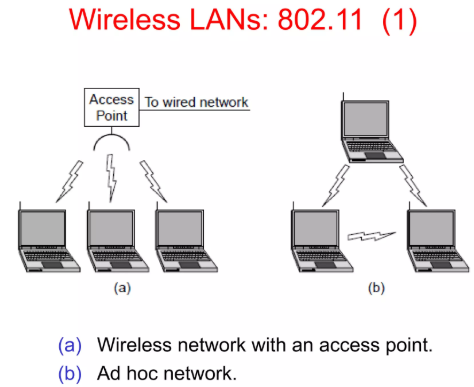 Wireless LANs: 802.11 (1)
Access
Point
To wired network
(a)
(b)
(a) Wireless network with an access point.
(b) Ad hoc network.